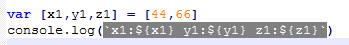 var [x1,y1,z1] = [44,66]
console.log(`x1:${x1} y1:${y1} z1:${z1}`)